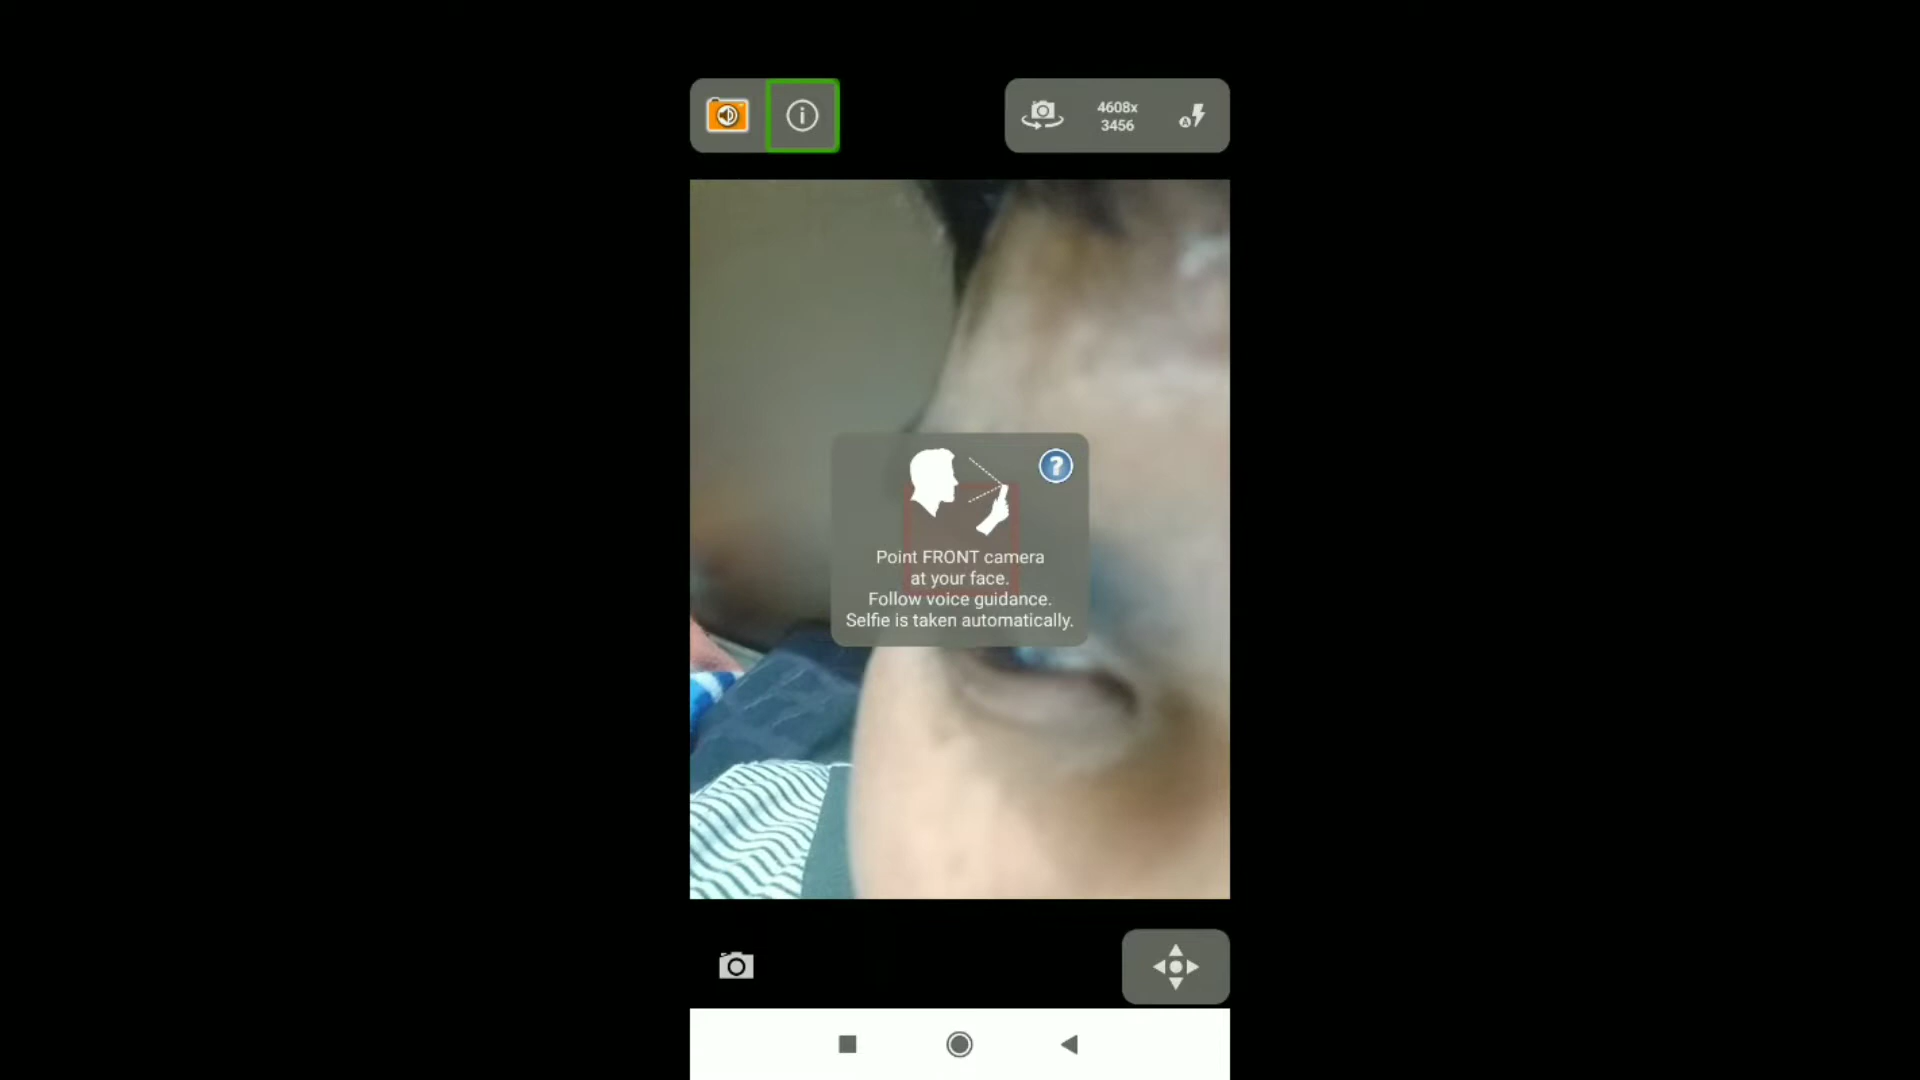 4608x
3456
Point FRONT camera
at your face.
Follow voice guidance.
Selfie is taken automatically.